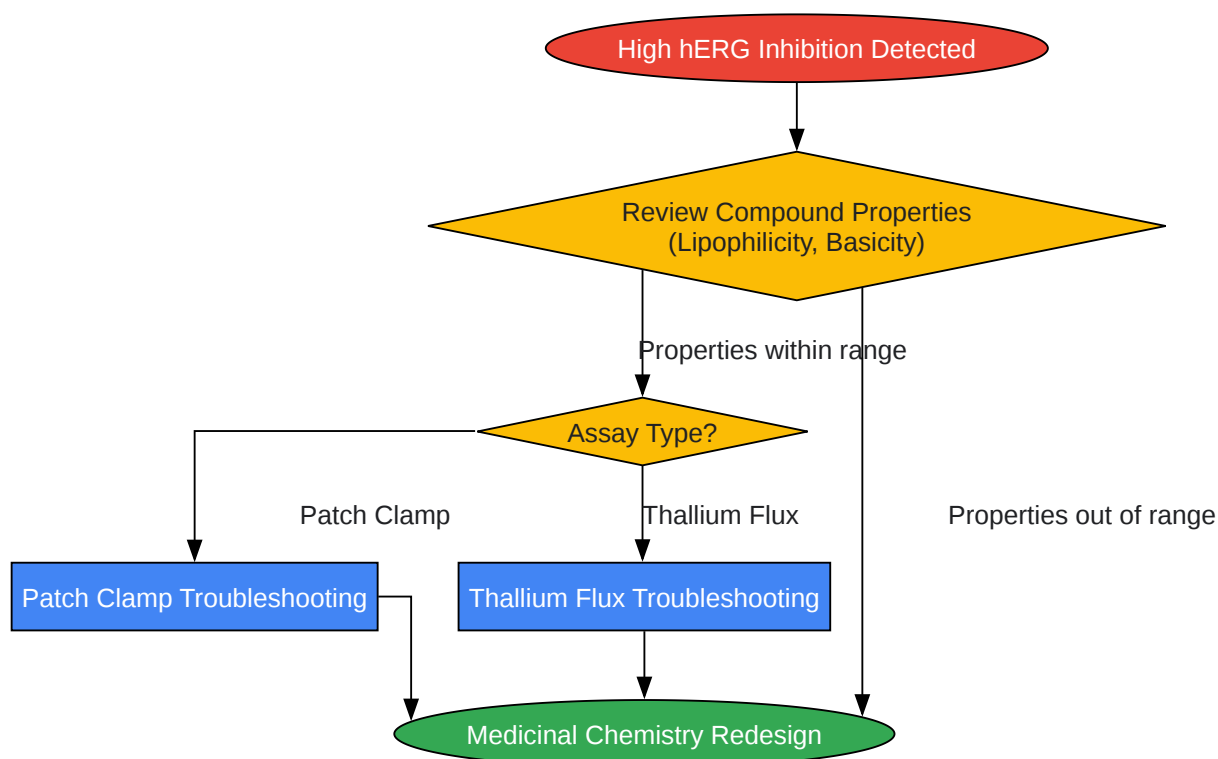 High hERG Inhibition Detected
Review Compound Properties
(Lipophilicity, Basicity)
Properties within range
Assay Type?
Patch Clamp
Thallium Flux
Properties out of range
Patch Clamp Troubleshooting
Thallium Flux Troubleshooting
Medicinal Chemistry Redesign